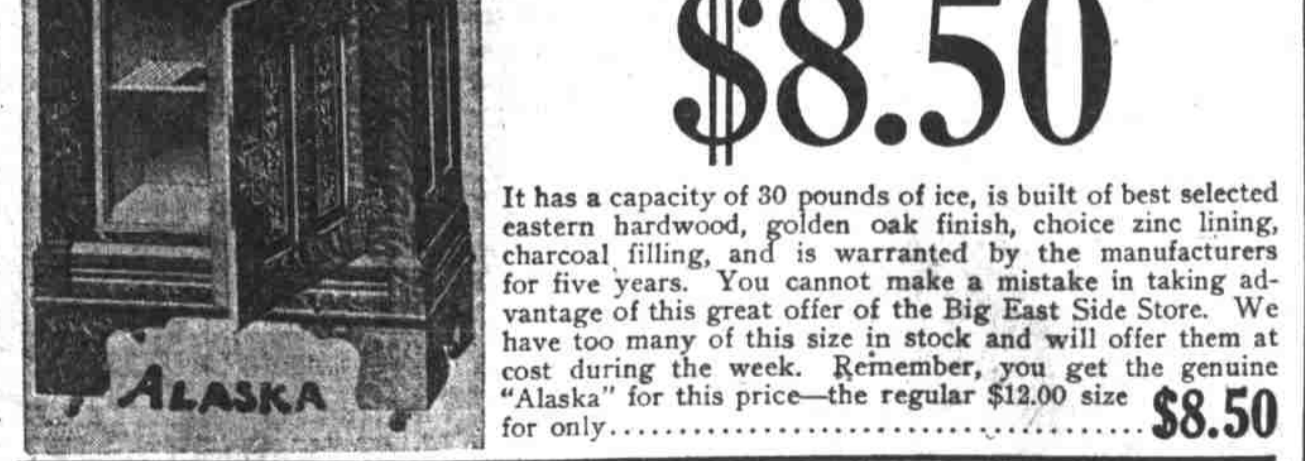 $8.50
It has a capacity of 30 pounds of ice, is built of best selected
eastern hardwood, golden oak finish, choice zinc lining,
charcoal filling, and is warranted by the manufacturers
for five years. You cannot make a mistake in taking ad-
vantage of this great offer of the Big East Side Store. We
have too many of this size in stock and will offer them at
cost during the week. Remember, you get the genuine
"Alaska" for this price—the regular $12.00 size
for only.................................... $8.50
ALASKA